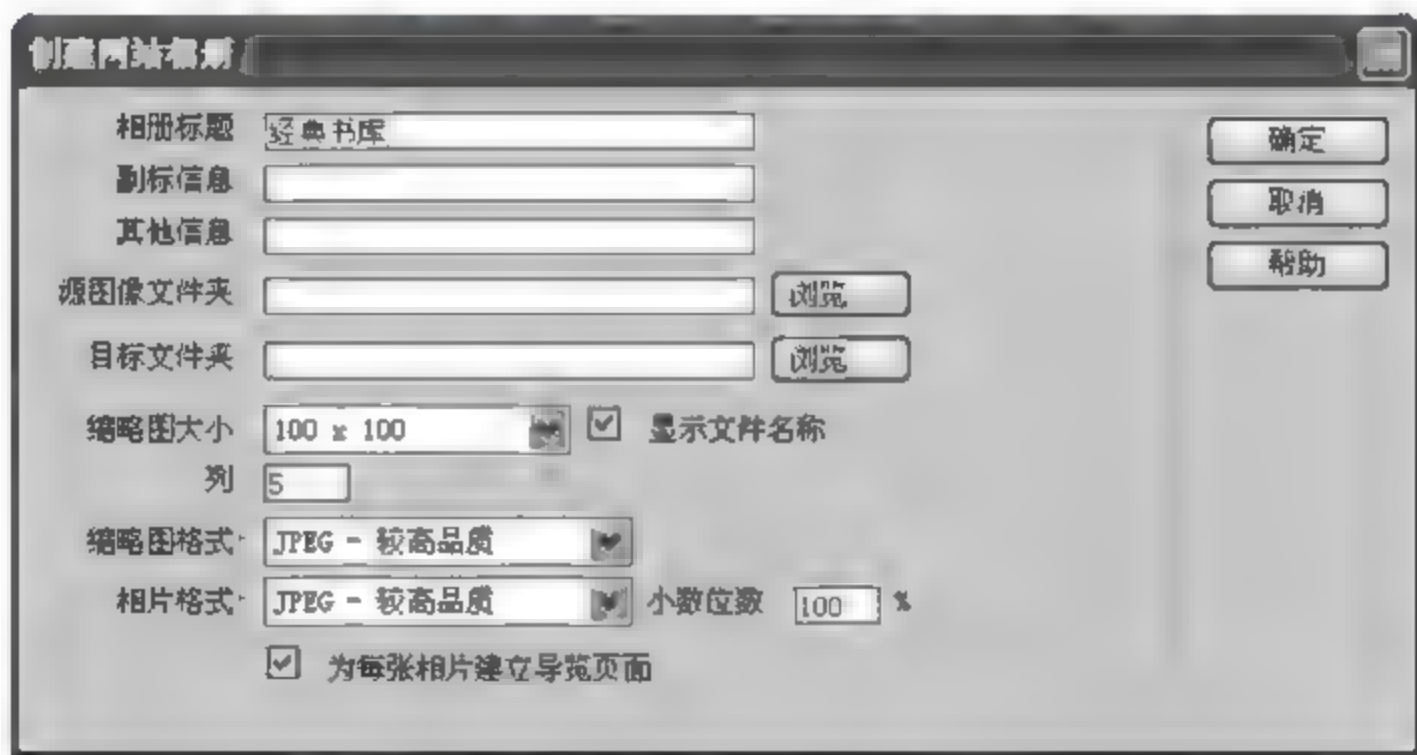 创建网站相册
相册标题 经典书库
副标信息
其他信息
源图像文件夹 浏览...
目标文件夹 浏览...
缩略图大小 100 x 100 显示文件名称
列 5
缩略图格式: JPEG - 较高品质
相片格式: JPEG - 较高品质 小数位数 100 %
为每张相片建立导览页面
确定
取消
帮助